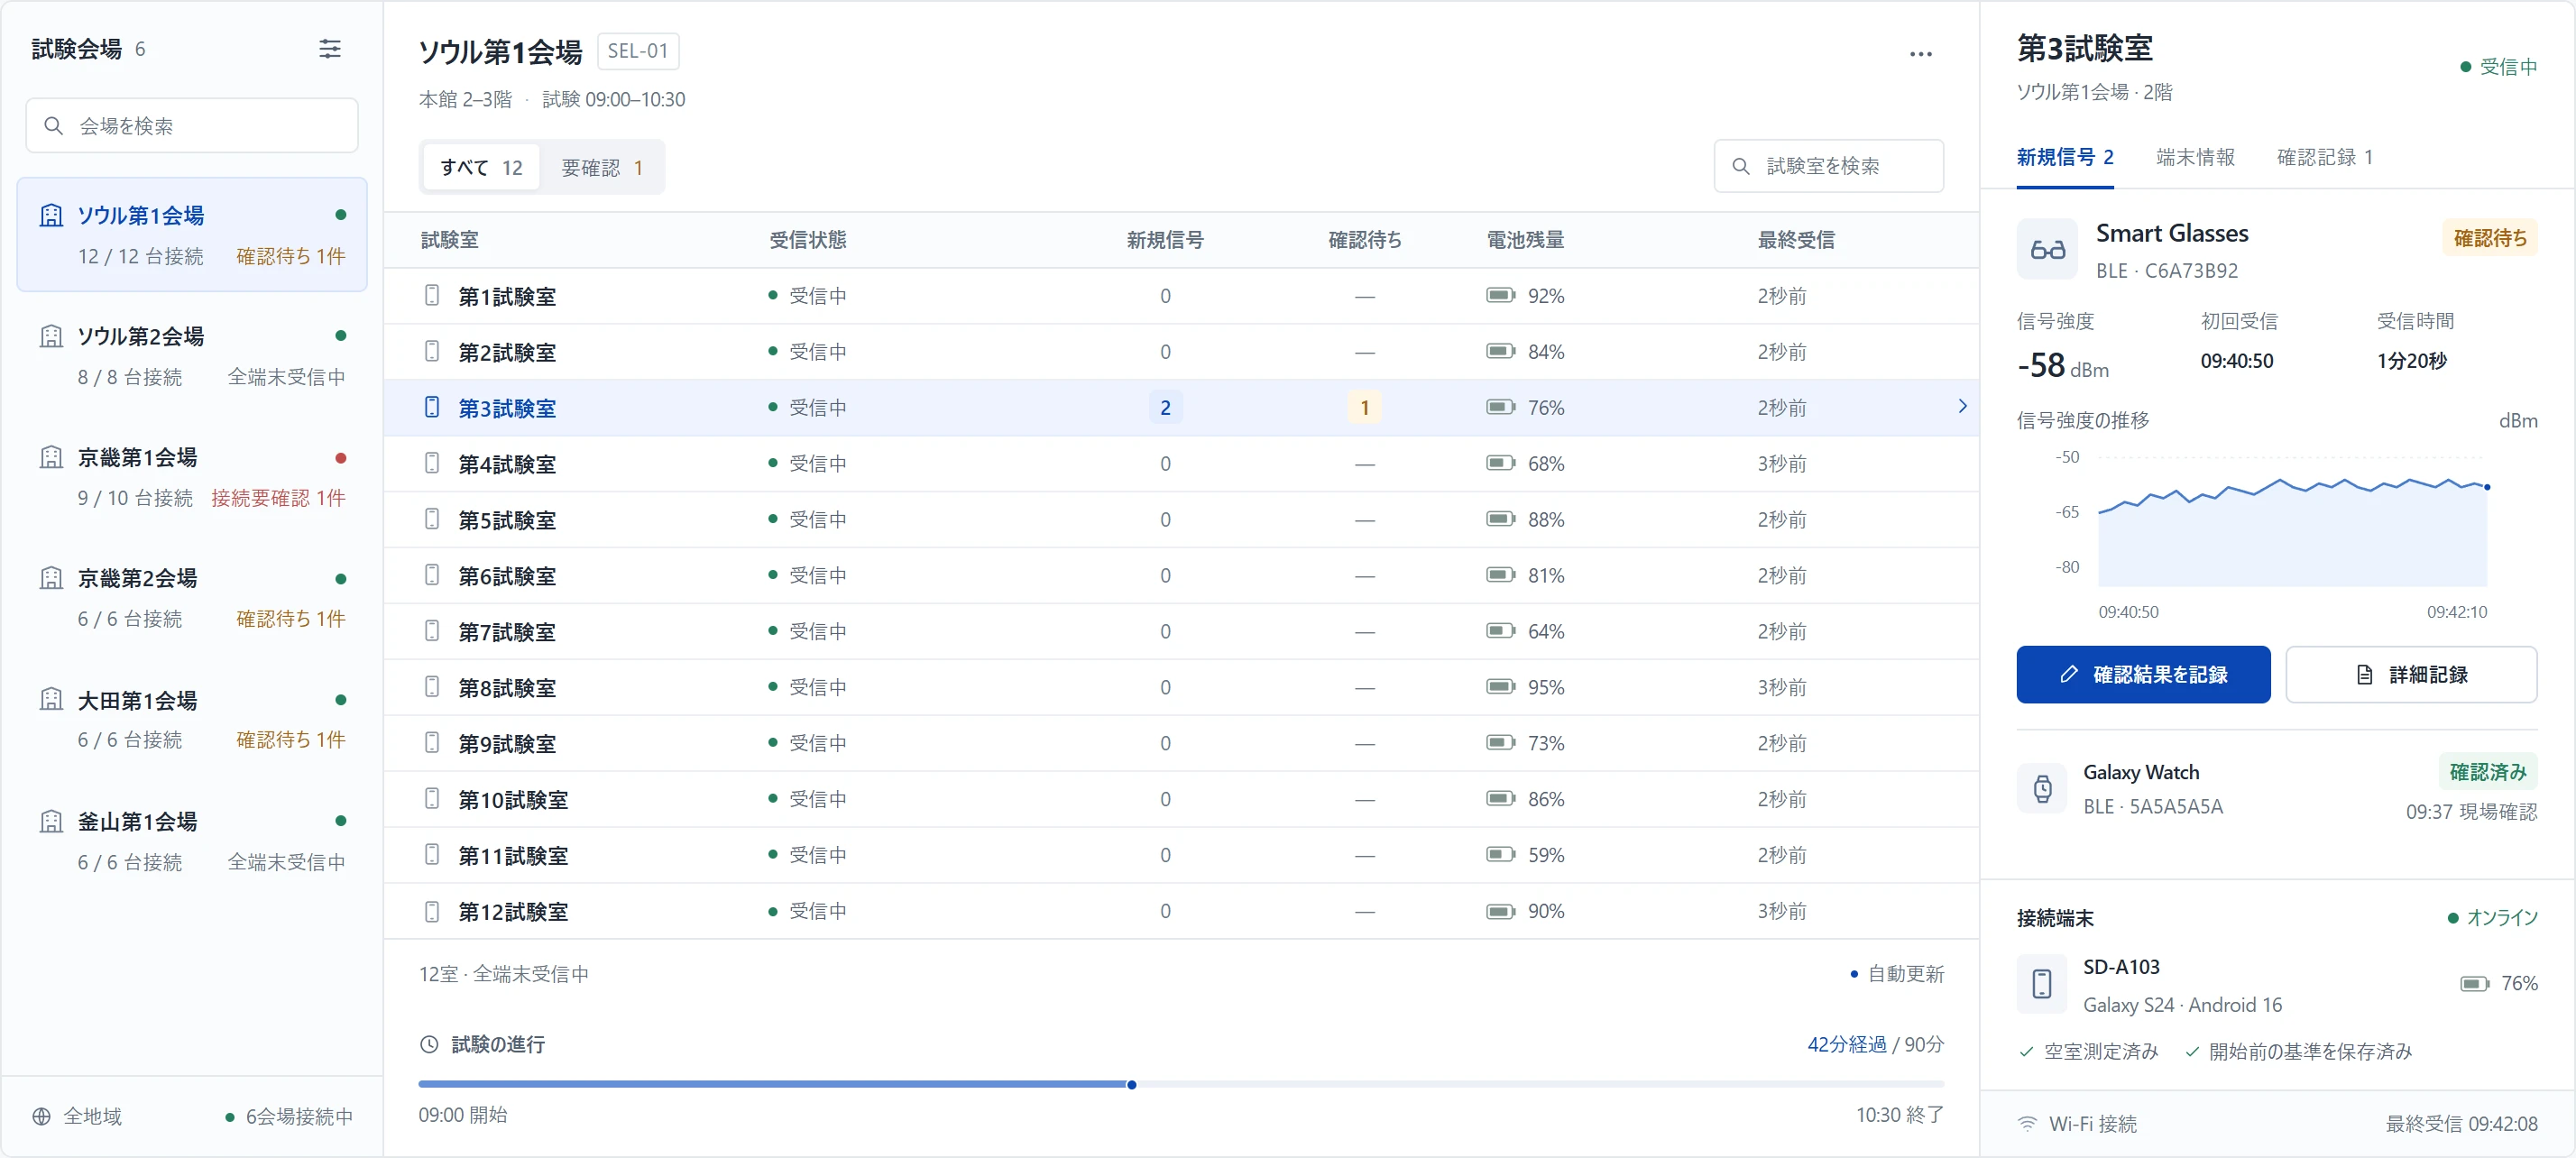 試験会場 6
会場を検索
ソウル第1会場
12 / 12 台接続 確認待ち 1件
ソウル第2会場
8 / 8 台接続 全端末受信中
京畿第1会場
9 / 10 台接続 接続要確認 1件
京畿第2会場
6 / 6 台接続 確認待ち 1件
大田第1会場
6 / 6 台接続 確認待ち 1件
釜山第1会場
6 / 6 台接続 全端末受信中
全地域 6会場接続中
ソウル第1会場 SEL-01
本館 2–3階 · 試験 09:00–10:30
すべて 12 要確認 1
試験室を検索
試験室 受信状態 新規信号 確認待ち 電池残量 最終受信
第1試験室 受信中 0 — 92% 2秒前
第2試験室 受信中 0 — 84% 2秒前
第3試験室 受信中 2 1 76% 2秒前
第4試験室 受信中 0 — 68% 3秒前
第5試験室 受信中 0 — 88% 2秒前
第6試験室 受信中 0 — 81% 2秒前
第7試験室 受信中 0 — 64% 2秒前
第8試験室 受信中 0 — 95% 3秒前
第9試験室 受信中 0 — 73% 2秒前
第10試験室 受信中 0 — 86% 2秒前
第11試験室 受信中 0 — 59% 2秒前
第12試験室 受信中 0 — 90% 3秒前
12室 · 全端末受信中 自動更新
試験の進行 42分経過 / 90分
09:00 開始 10:30 終了
第3試験室
受信中
ソウル第1会場 · 2階
新規信号 2 端末情報 確認記録 1
Smart Glasses 確認待ち
BLE · C6A73B92
信号強度 初回受信 受信時間
-58 dBm 09:40:50 1分20秒
信号強度の推移 dBm
-50
-65
-80
09:40:50 09:42:10
確認結果を記録 詳細記録
Galaxy Watch 確認済み
BLE · 5A5A5A5A 09:37 現場確認
接続端末 オンライン
SD-A103
76%
Galaxy S24 · Android 16
空室測定済み 開始前の基準を保存済み
Wi-Fi 接続 最終受信 09:42:08